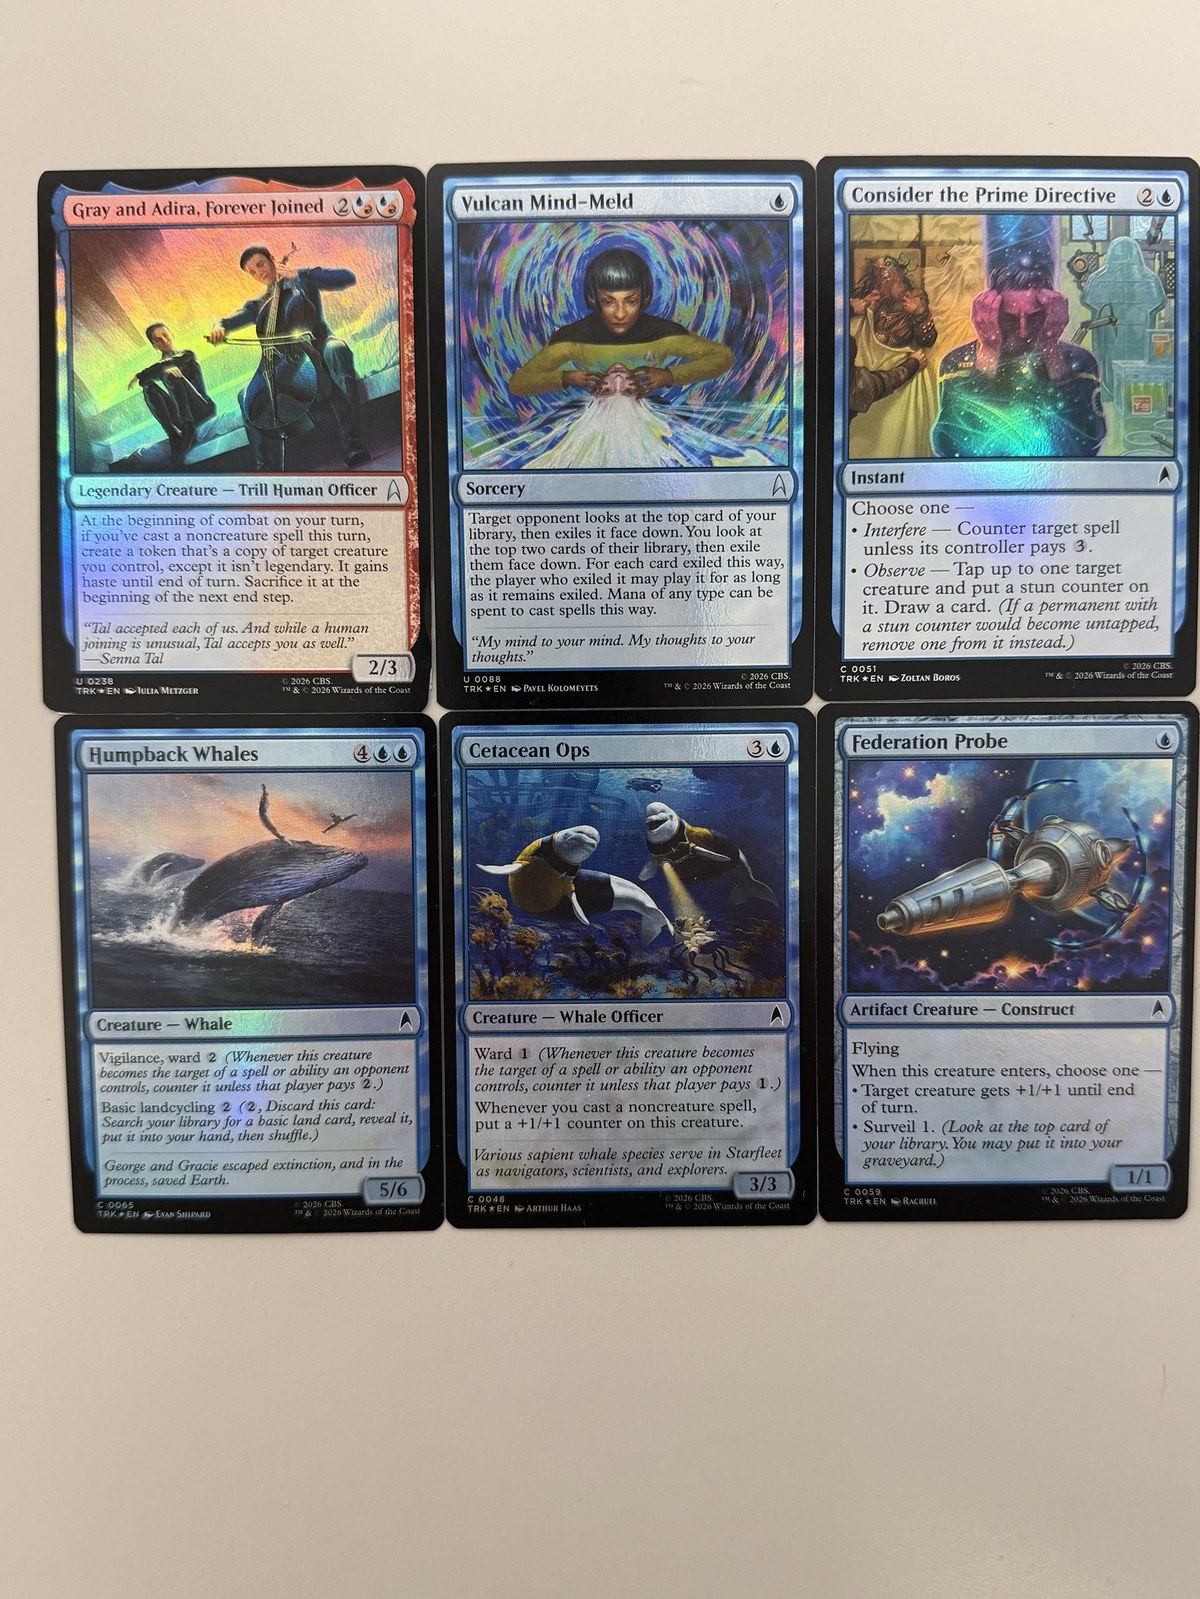 Gray and Adira, Forever Joined 2
Legendary Creature — Trill Human Officer
At the beginning of combat on your turn,
if you've cast a noncreature spell this turn,
create a token that's a copy of target creature
you control, except it isn't legendary. It gains
haste until end of turn. Sacrifice it at the
beginning of the next end step.
"Tal accepted each of us. And while a human
joining is unusual, Tal accepts you as well."
—Senna Tal
2/3
U 0238
TRK★EN Julia Metzger
© 2026 CBS.
™ & © 2026 Wizards of the Coast
Vulcan Mind-Meld
Sorcery
Target opponent looks at the top card of your
library, then exiles it face down. You look at
the top two cards of their library, then exile
them face down. For each card exiled this way,
the player who exiled it may play it for as long
as it remains exiled. Mana of any type can be
spent to cast spells this way.
"My mind to your mind. My thoughts to your
thoughts."
U 0088
TRK★EN Pavel Kolomeyets
© 2026 CBS.
™ & © 2026 Wizards of the Coast
Consider the Prime Directive 2
Instant
Choose one —
• Interfere — Counter target spell
unless its controller pays 3.
• Observe — Tap up to one target
creature and put a stun counter on
it. Draw a card. (If a permanent with
a stun counter would become untapped,
remove one from it instead.)
C 0051
TRK★EN Zoltan Boros
© 2026 CBS.
™ & © 2026 Wizards of the Coast
Humpback Whales 4
Creature — Whale
Vigilance, ward 2 (Whenever this creature
becomes the target of a spell or ability an opponent
controls, counter it unless that player pays 2.)
Basic landcycling 2 (2, Discard this card:
Search your library for a basic land card, reveal it,
put it into your hand, then shuffle.)
George and Gracie escaped extinction, and in the
process, saved Earth.
5/6
C 0065
TRK★EN Evan Shipard
© 2026 CBS.
™ & © 2026 Wizards of the Coast
Cetacean Ops 3
Creature — Whale Officer
Ward 1 (Whenever this creature becomes
the target of a spell or ability an opponent
controls, counter it unless that player pays 1.)
Whenever you cast a noncreature spell,
put a +1/+1 counter on this creature.
Various sapient whale species serve in Starfleet
as navigators, scientists, and explorers.
3/3
C 0048
TRK★EN Arthur Haas
© 2026 CBS.
™ & © 2026 Wizards of the Coast
Federation Probe
Artifact Creature — Construct
Flying
When this creature enters, choose one —
• Target creature gets +1/+1 until end
of turn.
• Surveil 1. (Look at the top card of
your library. You may put it into your
graveyard.)
1/1
C 0059
TRK★EN Racrufi
© 2026 CBS.
™ & © 2026 Wizards of the Coast